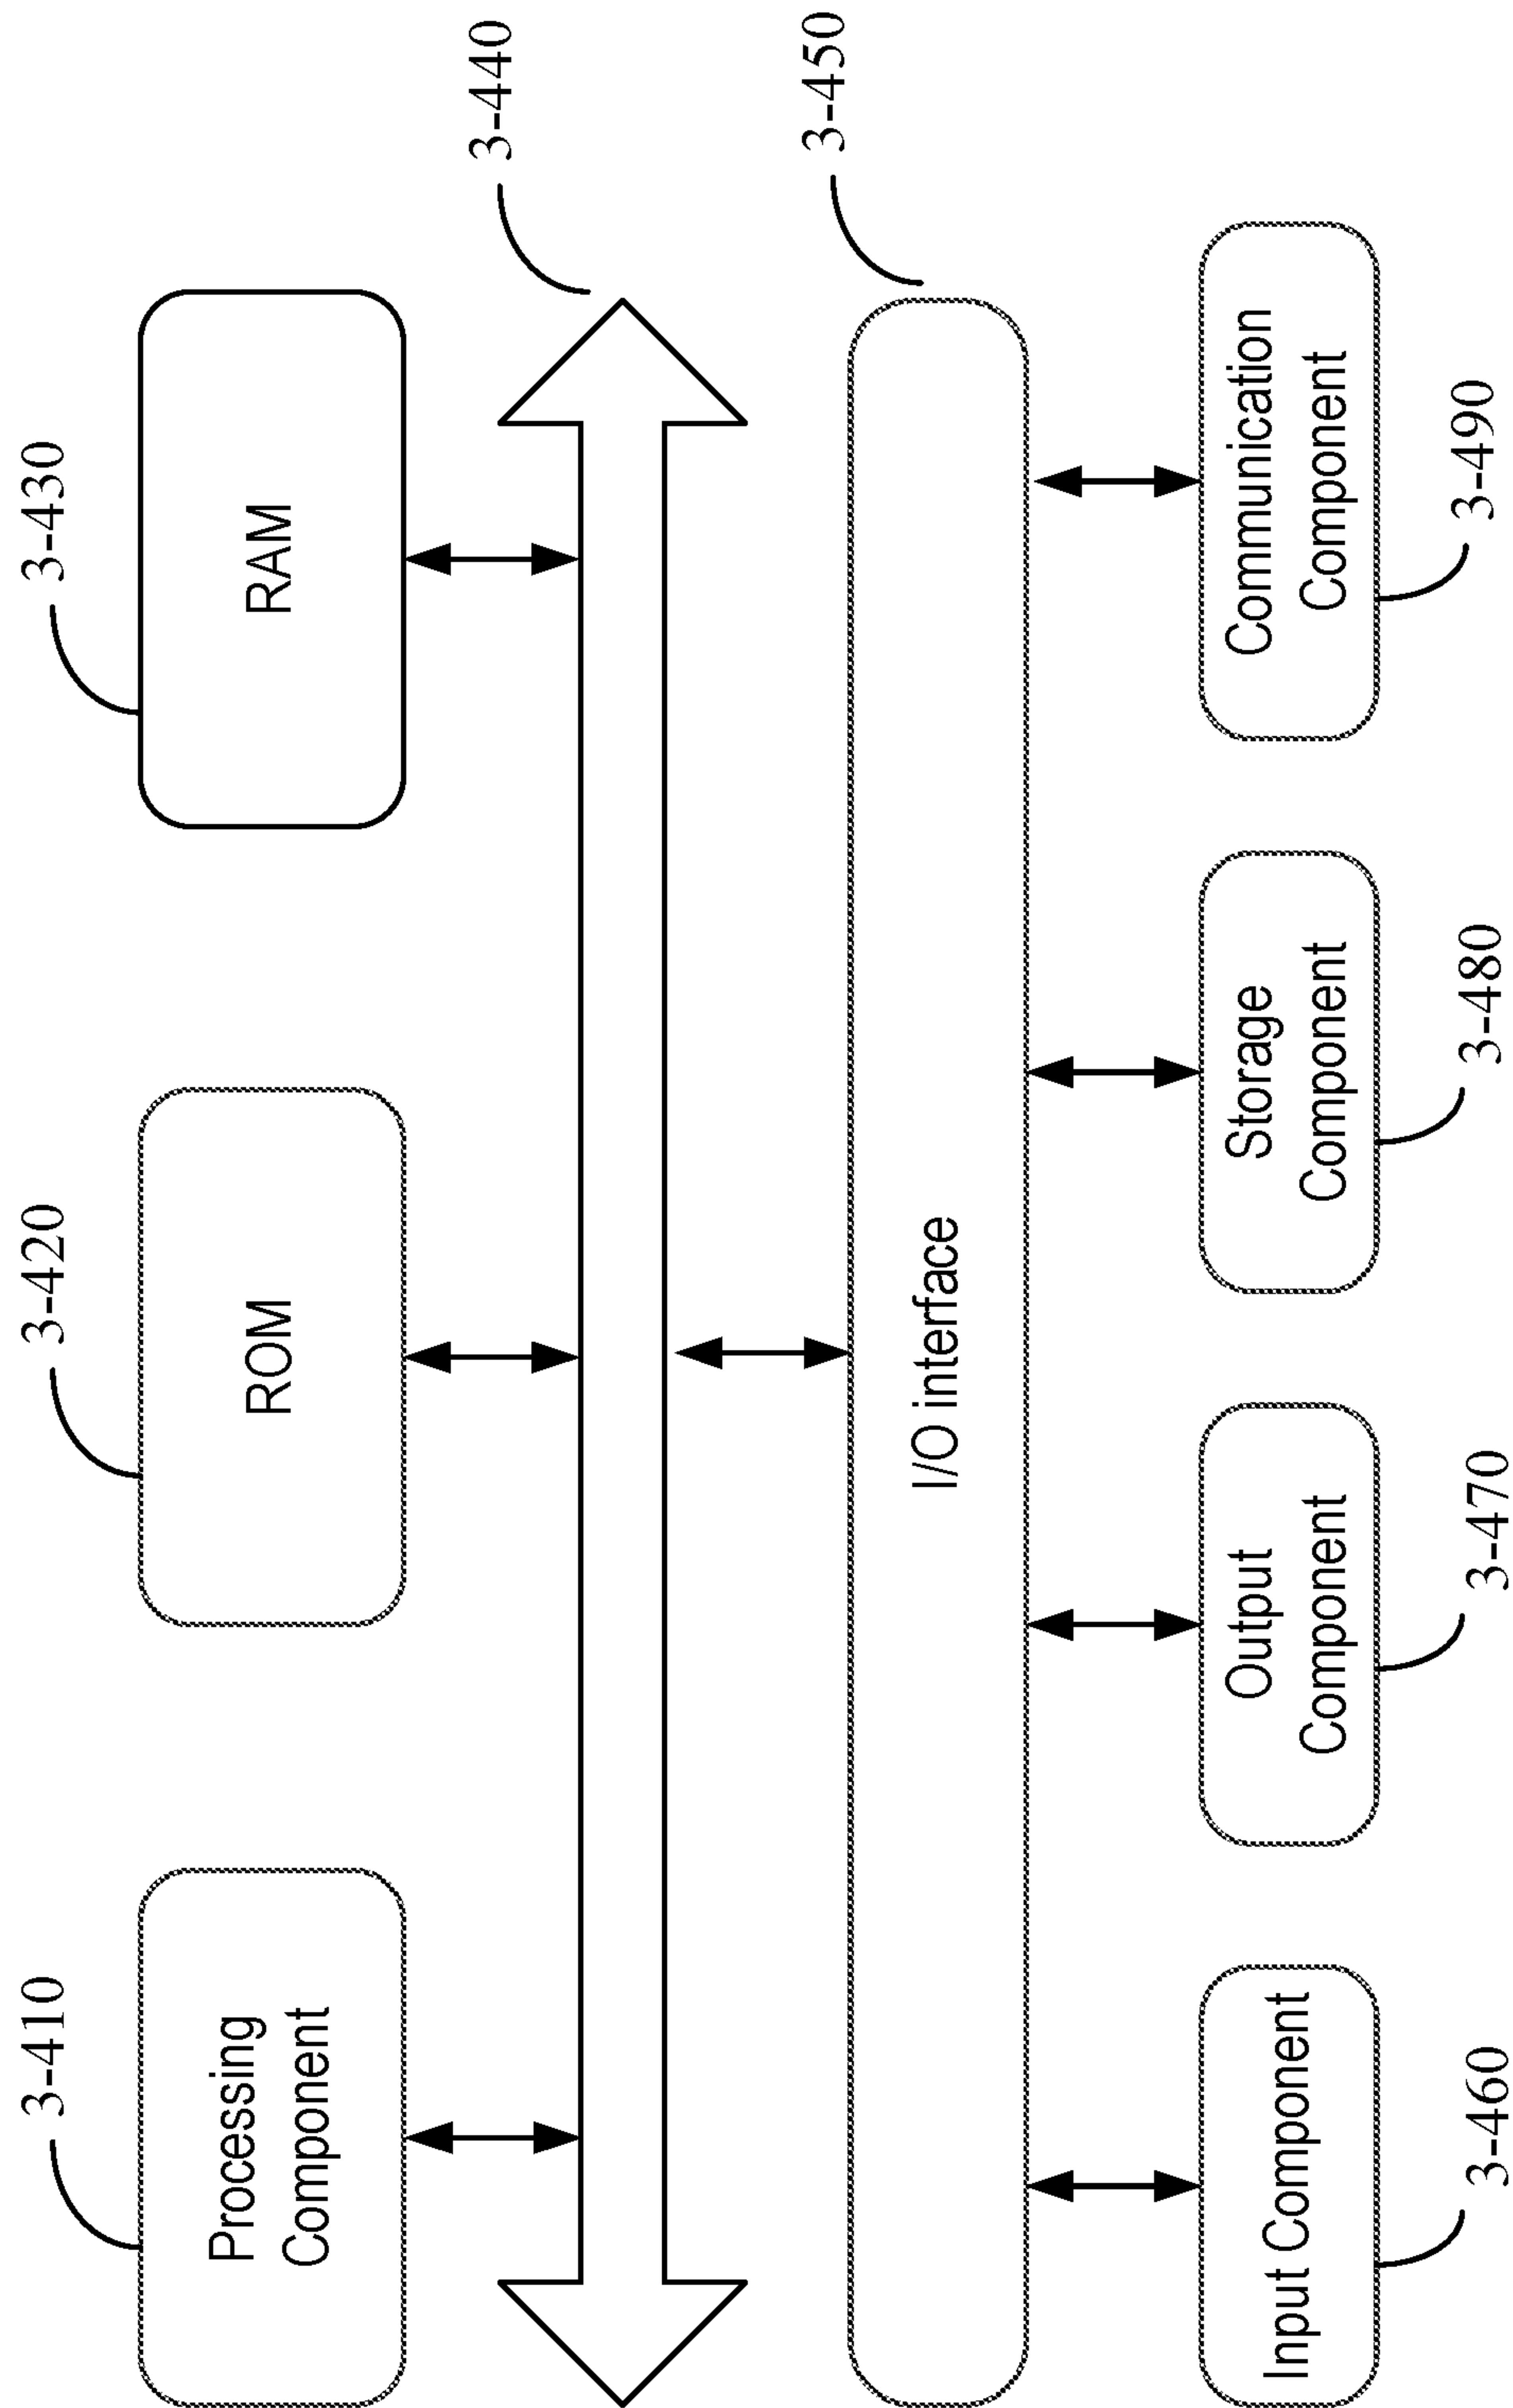 3-410
3-420
3-430
Processing
Component
ROM
RAM
3-440
3-450
I/O interface
Input Component
Output
Component
Storage
Component
Communication
Component
3-460
3-470
3-480
3-490